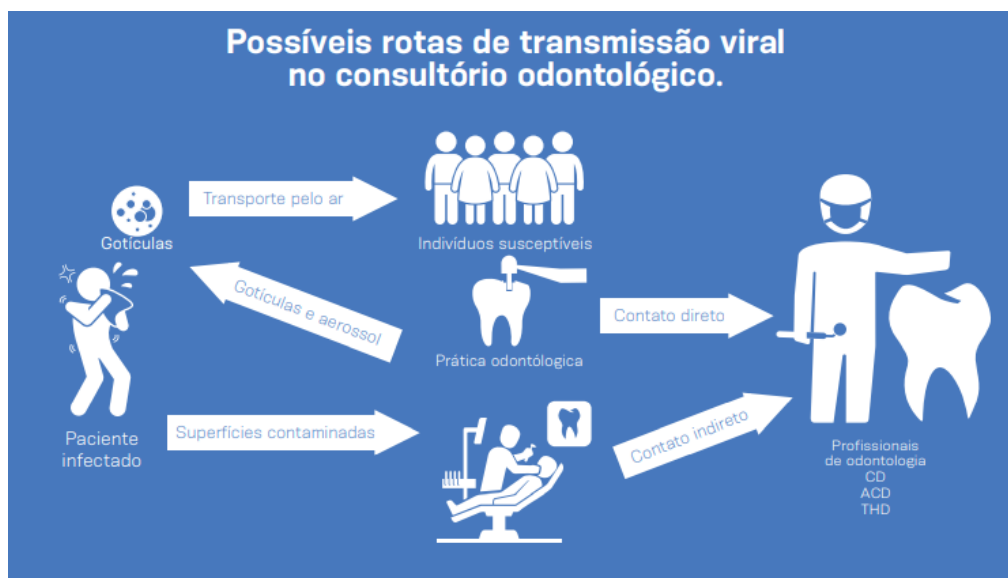 Possíveis rotas de transmissão viral
no consultório odontológico.
Transporte pelo ar
Gotículas
Indivíduos susceptíveis
Gotículas e aerossol
Contato direto
Prática odontólogica
Paciente
infectado
Superfícies contaminadas
Contato indireto
Profissionais
de odontologia
CD
ACD
THD